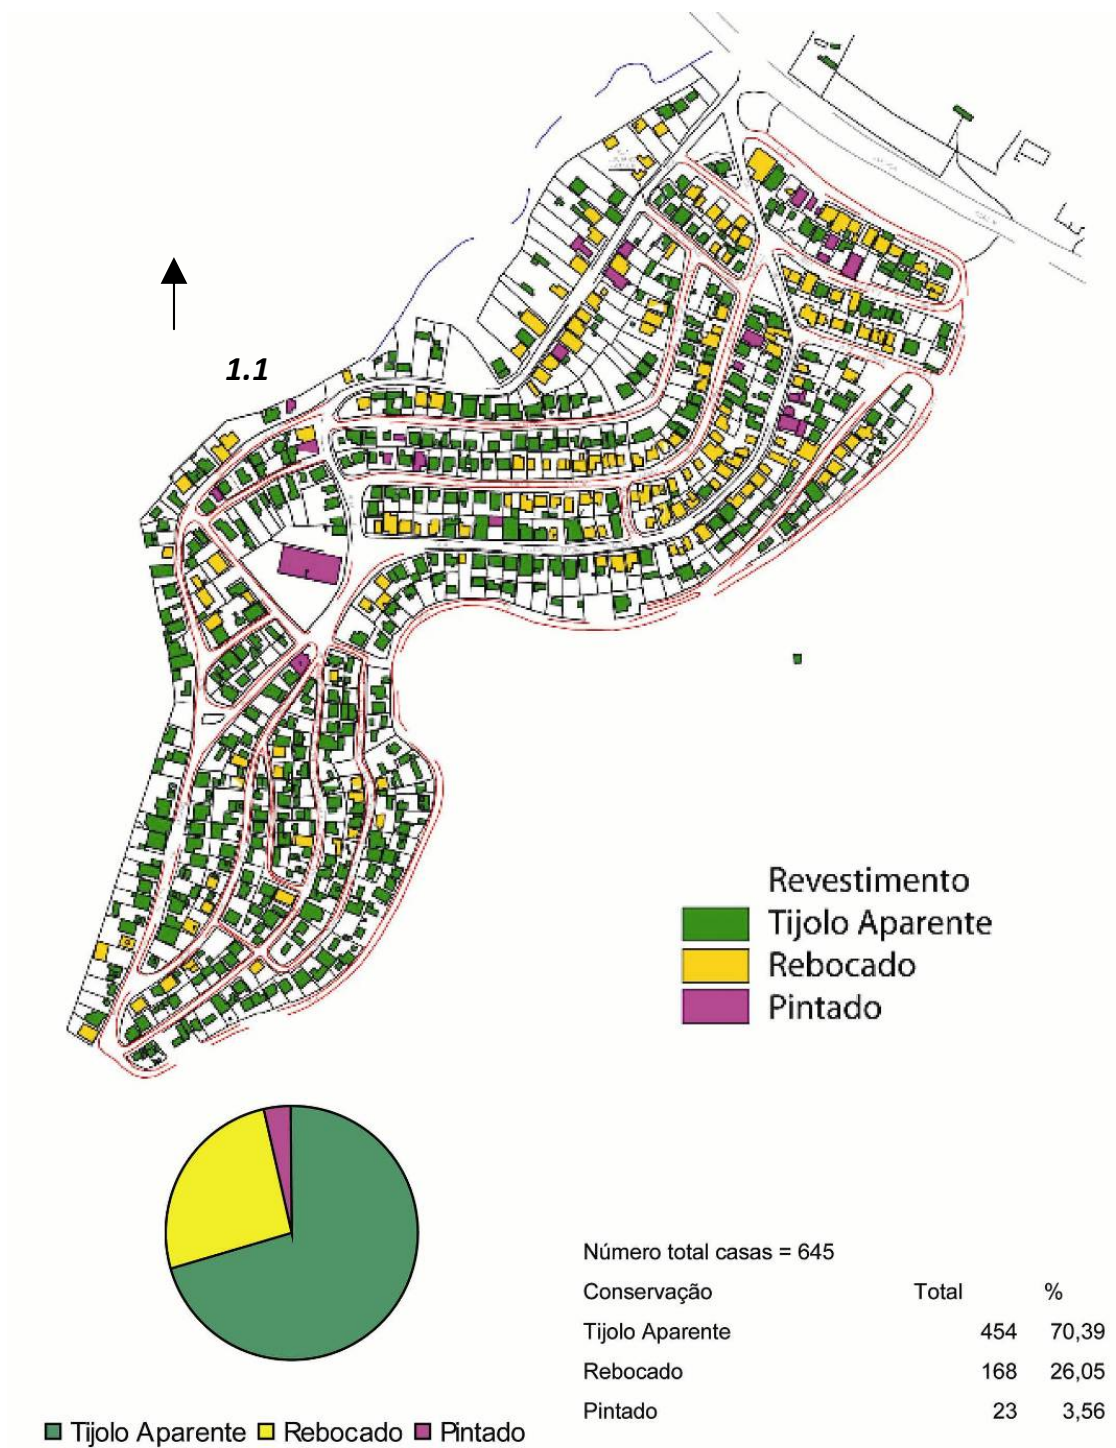 1.1
Revestimento
Tijolo Aparente
Rebocado
Pintado
Número total casas = 645
Conservação Total %
Tijolo Aparente 454 70,39
Rebocado 168 26,05
Pintado 23 3,56
Tijolo Aparente Rebocado Pintado